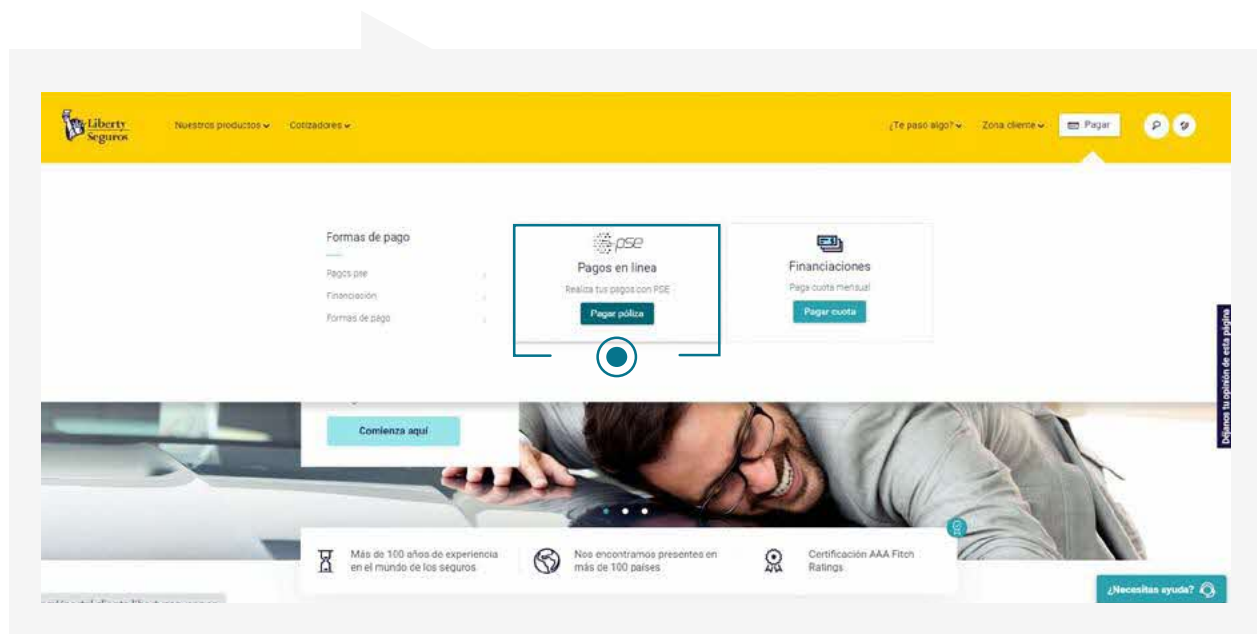 Liberty
Seguros
Nuestros productos
Cotizadores
¿Te paso algo?
Zona cliente
Pagar
Formas de pago
Pagos pse
Financiación
Formas de pago
pse
Pagos en línea
Realiza tus pagos con PSE
Pagar póliza
Financiaciones
Paga cuota mensual
Pagar cuota
Déjanos tu opinión de esta página
Comienza aquí
Más de 100 años de experiencia
en el mundo de los seguros
Nos encontramos presentes en
más de 100 países
Certificación AAA Fitch
Ratings
¿Necesitas ayuda?